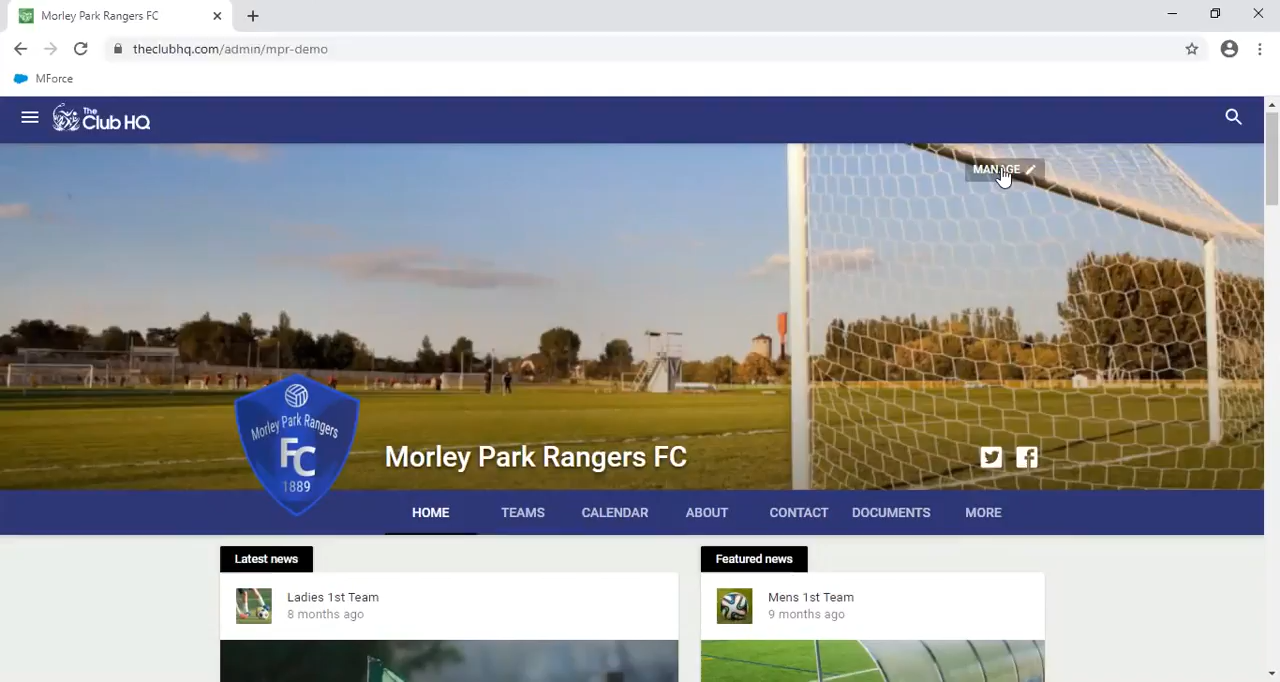 Morley Park Rangers FC
theclubhq.com/admin/mpr-demo
MForce
The Club HQ
MANAGE
Morley Park Rangers
FC
1889
Morley Park Rangers FC
HOME TEAMS CALENDAR ABOUT CONTACT DOCUMENTS MORE
Latest news
Ladies 1st Team
8 months ago
Featured news
Mens 1st Team
9 months ago